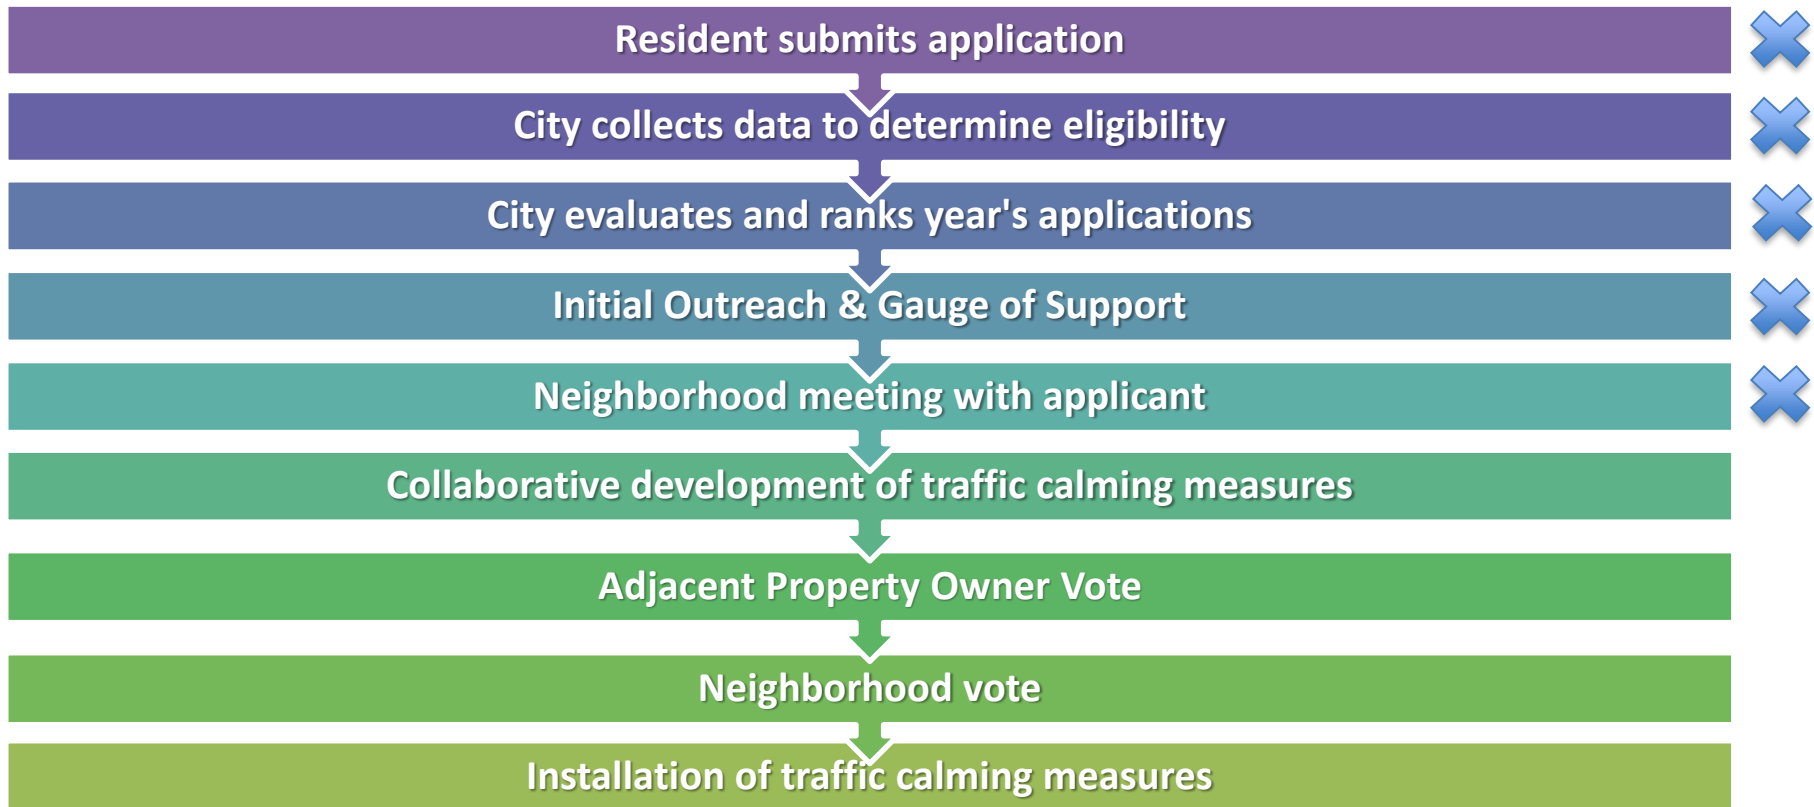 Resident submits application
City collects data to determine eligibility
City evaluates and ranks year's applications
Initial Outreach & Gauge of Support
Neighborhood meeting with applicant
Collaborative development of traffic calming measures
Adjacent Property Owner Vote
Neighborhood vote
Installation of traffic calming measures